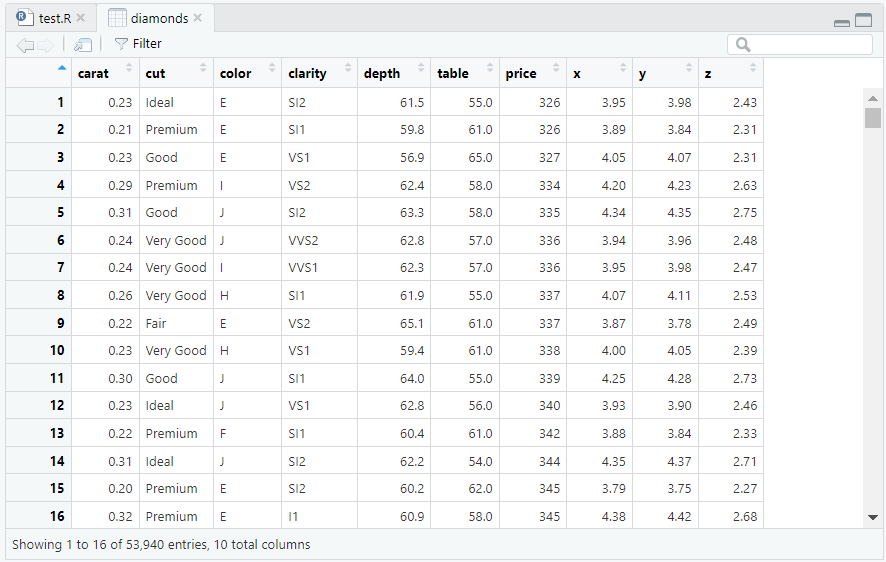 test.R diamonds
Filter
carat cut color clarity depth table price x y z
1 0.23 Ideal E SI2 61.5 55.0 326 3.95 3.98 2.43
2 0.21 Premium E SI1 59.8 61.0 326 3.89 3.84 2.31
3 0.23 Good E VS1 56.9 65.0 327 4.05 4.07 2.31
4 0.29 Premium I VS2 62.4 58.0 334 4.20 4.23 2.63
5 0.31 Good J SI2 63.3 58.0 335 4.34 4.35 2.75
6 0.24 Very Good J VVS2 62.8 57.0 336 3.94 3.96 2.48
7 0.24 Very Good I VVS1 62.3 57.0 336 3.95 3.98 2.47
8 0.26 Very Good H SI1 61.9 55.0 337 4.07 4.11 2.53
9 0.22 Fair E VS2 65.1 61.0 337 3.87 3.78 2.49
10 0.23 Very Good H VS1 59.4 61.0 338 4.00 4.05 2.39
11 0.30 Good J SI1 64.0 55.0 339 4.25 4.28 2.73
12 0.23 Ideal J VS1 62.8 56.0 340 3.93 3.90 2.46
13 0.22 Premium F SI1 60.4 61.0 342 3.88 3.84 2.33
14 0.31 Ideal J SI2 62.2 54.0 344 4.35 4.37 2.71
15 0.20 Premium E SI2 60.2 62.0 345 3.79 3.75 2.27
16 0.32 Premium E I1 60.9 58.0 345 4.38 4.42 2.68
Showing 1 to 16 of 53,940 entries, 10 total columns